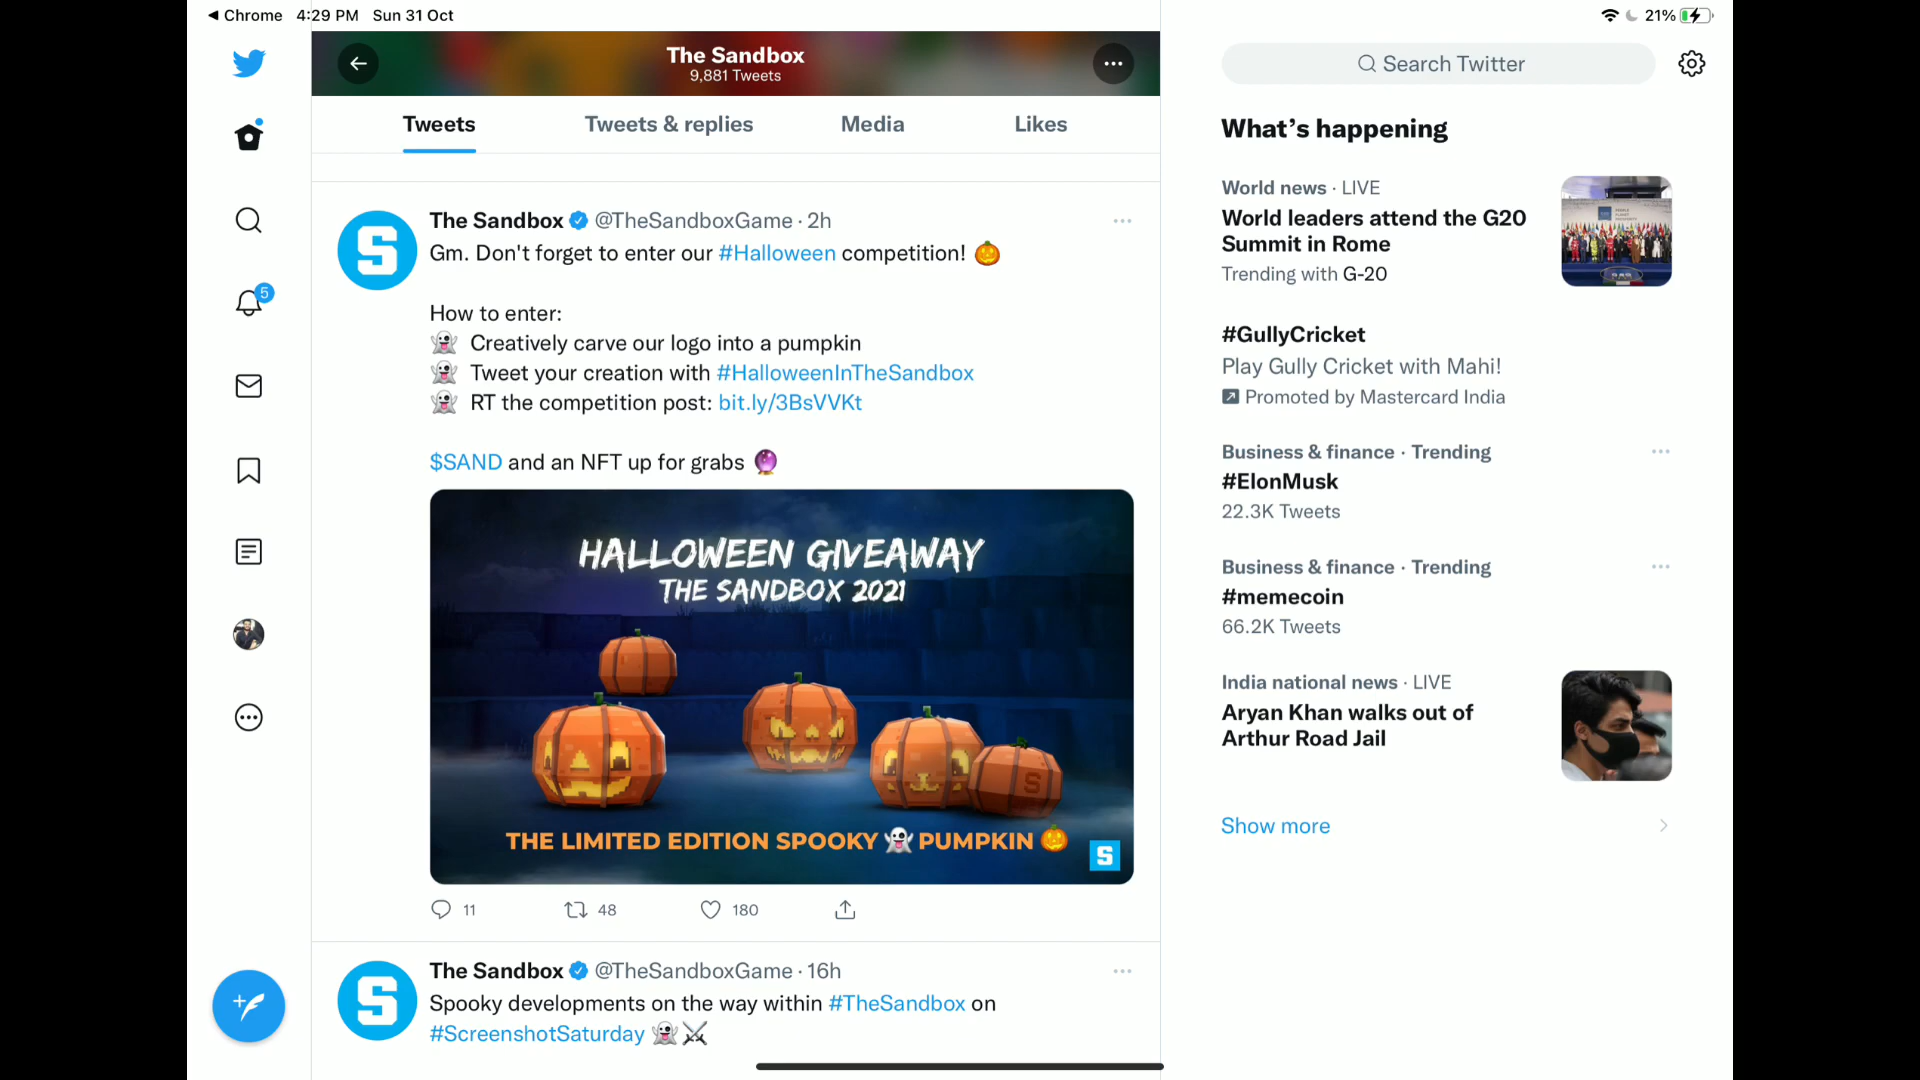 Chrome 4:29 PM Sun 31 Oct
21%
The Sandbox
9,881 Tweets
Search Twitter
Tweets
Tweets & replies
Media
Likes
The Sandbox @TheSandboxGame · 2h
Gm. Don't forget to enter our #Halloween competition! 🎃
How to enter:
👻 Creatively carve our logo into a pumpkin
👻 Tweet your creation with #HalloweenInTheSandbox
👻 RT the competition post: bit.ly/3BsVVKt
$SAND and an NFT up for grabs 🔮
HALLOWEEN GIVEAWAY
THE SANDBOX 2021
S
THE LIMITED EDITION SPOOKY 👻 PUMPKIN 🎃
S
11
48
180
The Sandbox @TheSandboxGame · 16h
Spooky developments on the way within #TheSandbox on
#ScreenshotSaturday 👻⚔
5
S
S
What's happening
World news · LIVE
World leaders attend the G20
Summit in Rome
Trending with G-20
#GullyCricket
Play Gully Cricket with Mahi!
Promoted by Mastercard India
Business & finance · Trending
#ElonMusk
22.3K Tweets
Business & finance · Trending
#memecoin
66.2K Tweets
India national news · LIVE
Aryan Khan walks out of
Arthur Road Jail
Show more